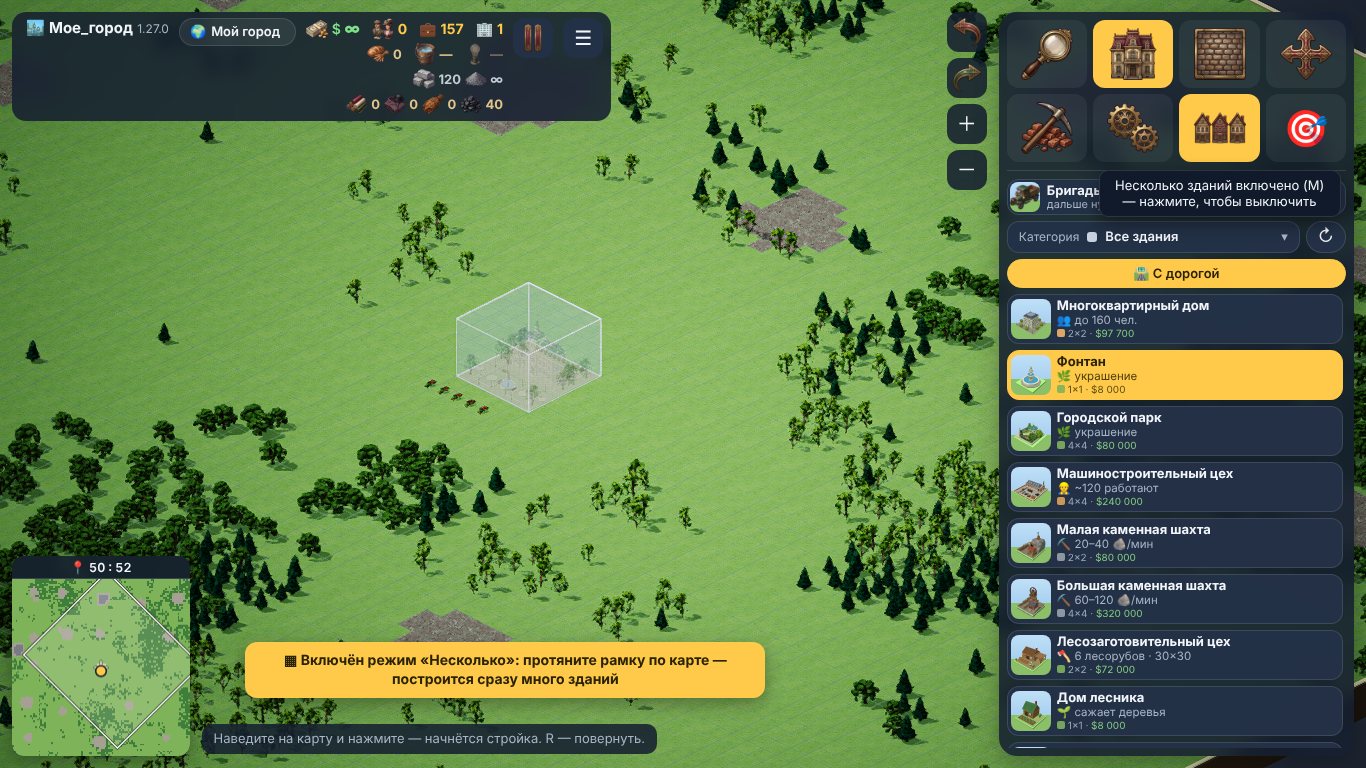 Мое_город 1.27.0
Мой город
$ ∞
0
157
1
0
—
—
120
∞
0
0
0
40
Бригады
дальше н
Несколько зданий включено (М)
— нажмите, чтобы выключить
Категория Все здания
С дорогой
Многоквартирный дом
до 160 чел.
2×2 · $97 700
Фонтан
украшение
1×1 · $8 000
Городской парк
украшение
4×4 · $80 000
Машиностроительный цех
~120 работают
4×4 · $240 000
Малая каменная шахта
20–40 /мин
2×2 · $80 000
Большая каменная шахта
60–120 /мин
4×4 · $320 000
Лесозаготовительный цех
6 лесорубов · 30×30
2×2 · $72 000
Дом лесника
сажает деревья
1×1 · $8 000
50 : 52
Включён режим «Несколько»: протяните рамку по карте —
построится сразу много зданий
Наведите на карту и нажмите — начнётся стройка. R — повернуть.